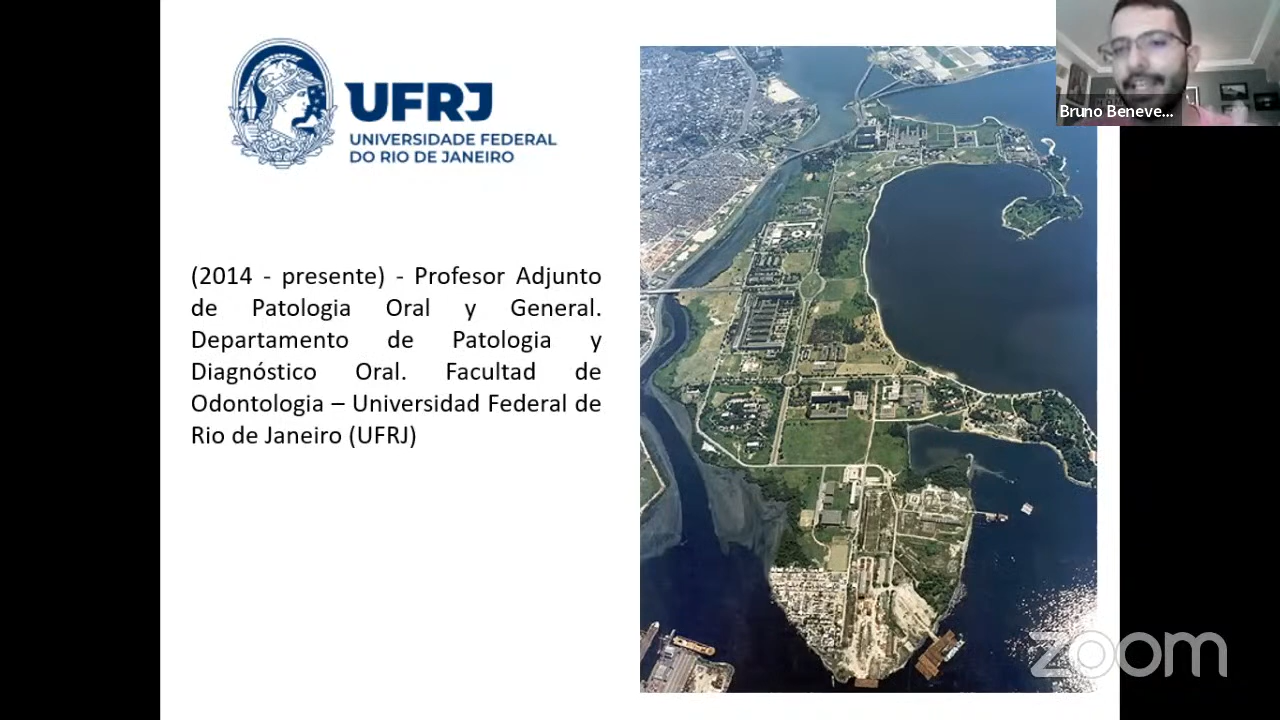 UFRJ
UNIVERSIDADE FEDERAL
DO RIO DE JANEIRO
Bruno Beneve...
(2014 - presente) - Profesor Adjunto
de Patologia Oral y General.
Departamento de Patologia y
Diagnóstico Oral. Facultad de
Odontologia – Universidad Federal de
Rio de Janeiro (UFRJ)
zoom